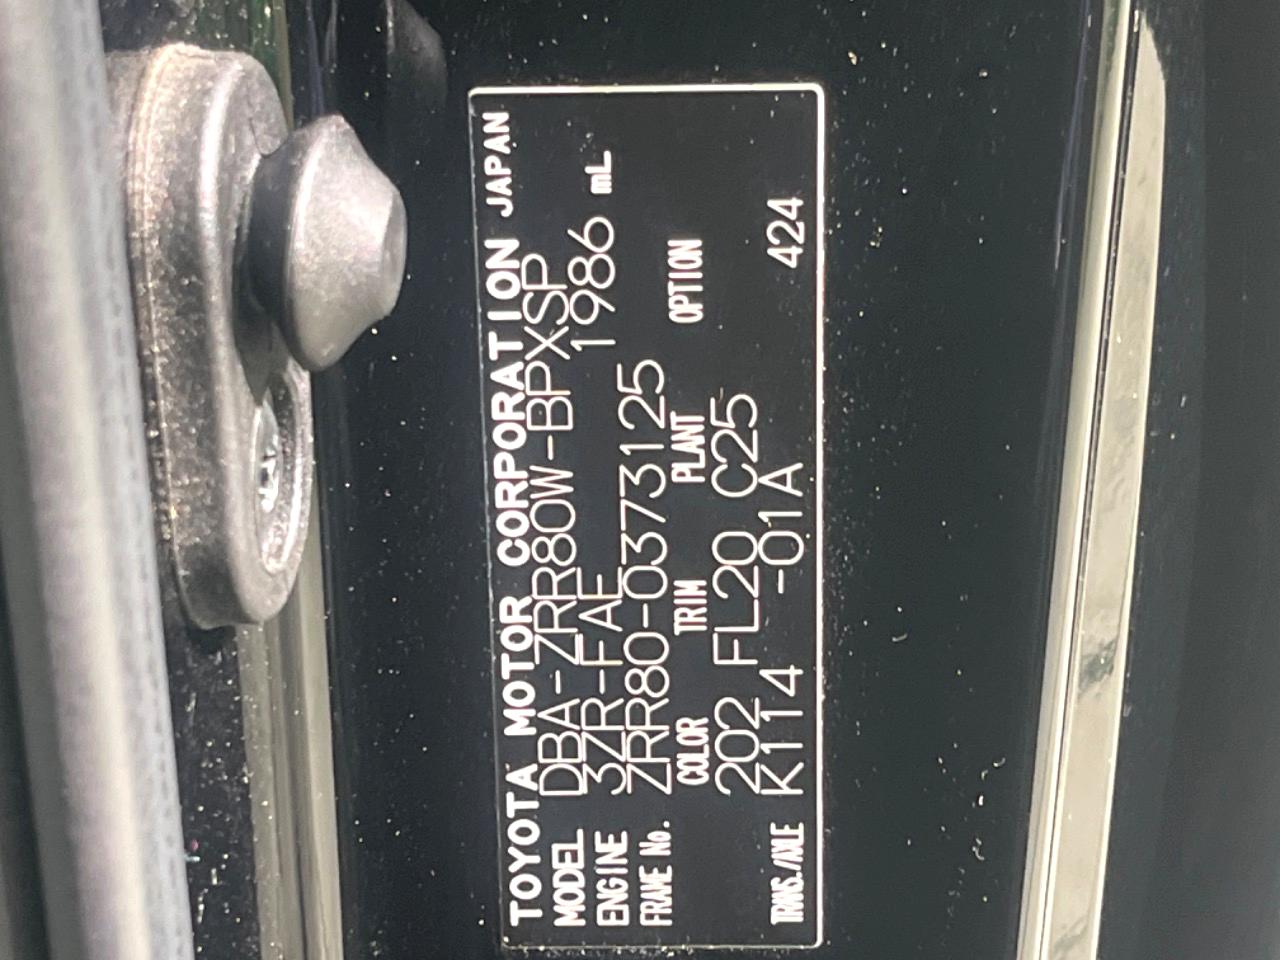 TOYOTA MOTOR CORPORATION JAPAN
MODEL DBA-ZRR80W-BPXSP
ENGINE 3ZR-FAE 1986 mL
FRAME No. ZRR80-0373125
COLOR TRIM PLANT OPTION
202 FL20 C25
TRANS./AXLE K114 -01A 424